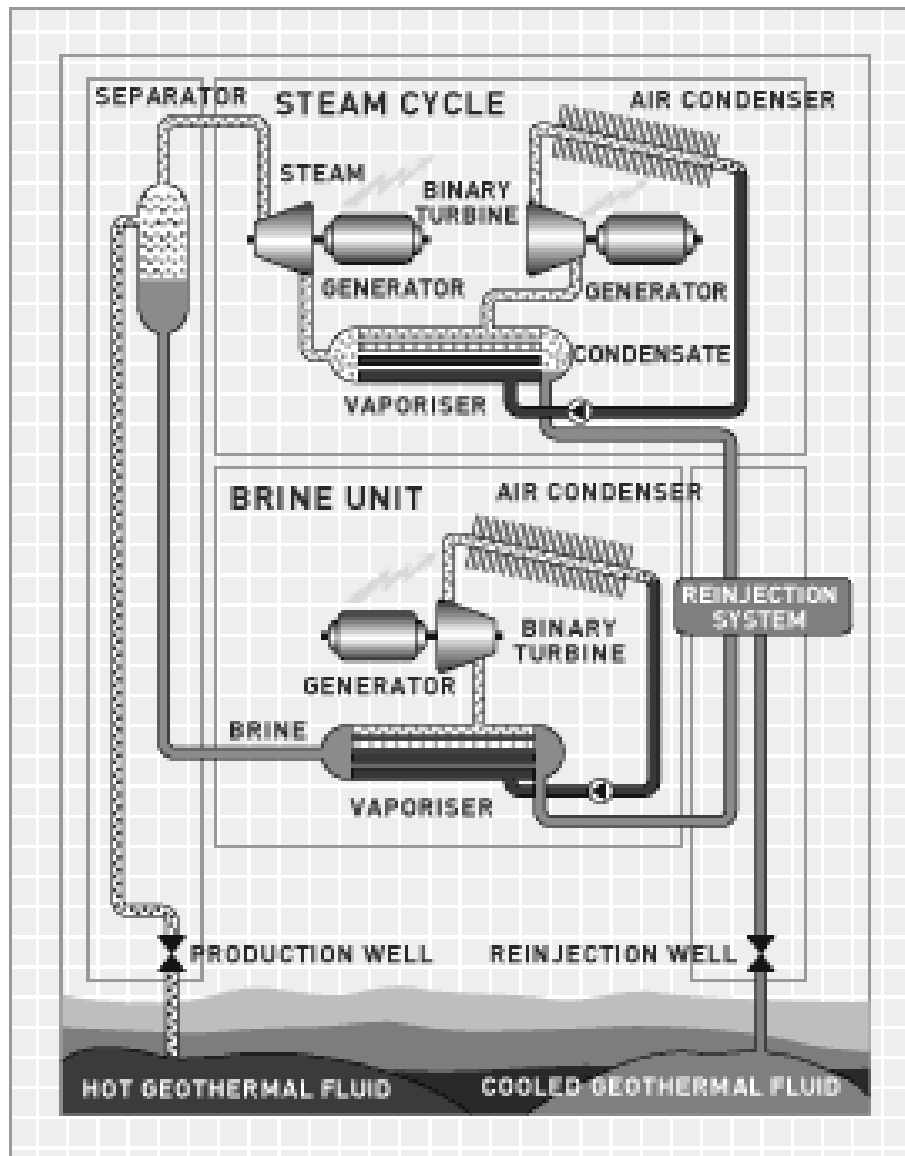 SEPARATOR
STEAM CYCLE
AIR CONDENSER
STEAM
BINARY
TURBINE
GENERATOR
GENERATOR
CONDENSATE
VAPORISER
BRINE UNIT
AIR CONDENSER
REINJECTION
SYSTEM
BINARY
TURBINE
GENERATOR
BRINE
VAPORISER
PRODUCTION WELL
REINJECTION WELL
HOT GEOTHERMAL FLUID
COOLED GEOTHERMAL FLUID